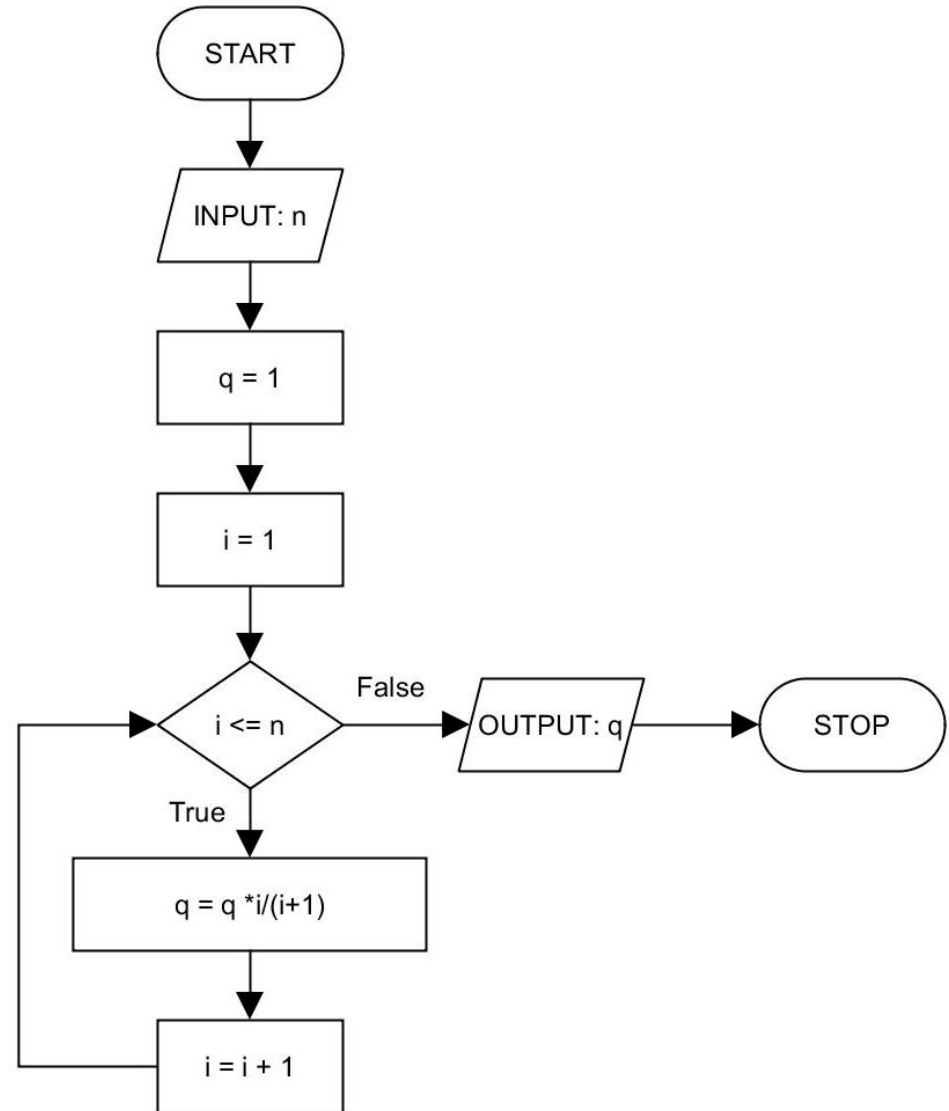 START
INPUT: n
q = 1
i = 1
i <= n
False
OUTPUT: q
STOP
True
q = q *i/(i+1)
i = i + 1